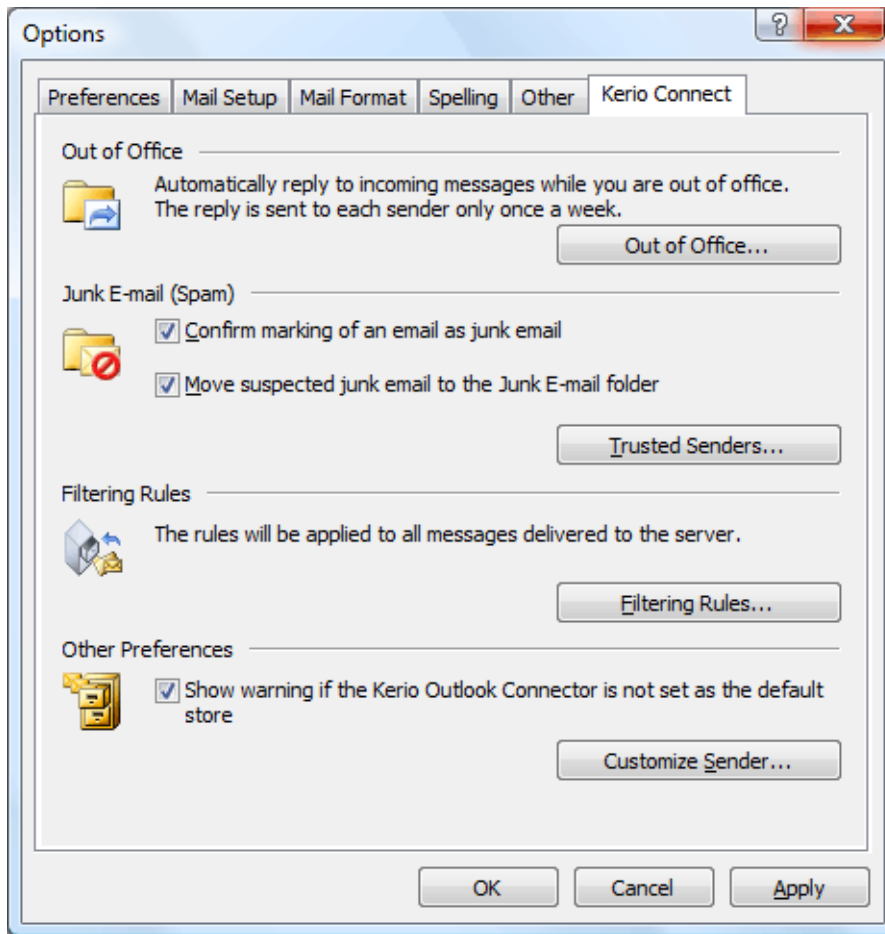 Options
Preferences Mail Setup Mail Format Spelling Other Kerio Connect
Out of Office
Automatically reply to incoming messages while you are out of office.
The reply is sent to each sender only once a week.
Out of Office...
Junk E-mail (Spam)
Confirm marking of an email as junk email
Move suspected junk email to the Junk E-mail folder
Trusted Senders...
Filtering Rules
The rules will be applied to all messages delivered to the server.
Filtering Rules...
Other Preferences
Show warning if the Kerio Outlook Connector is not set as the default
store
Customize Sender...
OK Cancel Apply